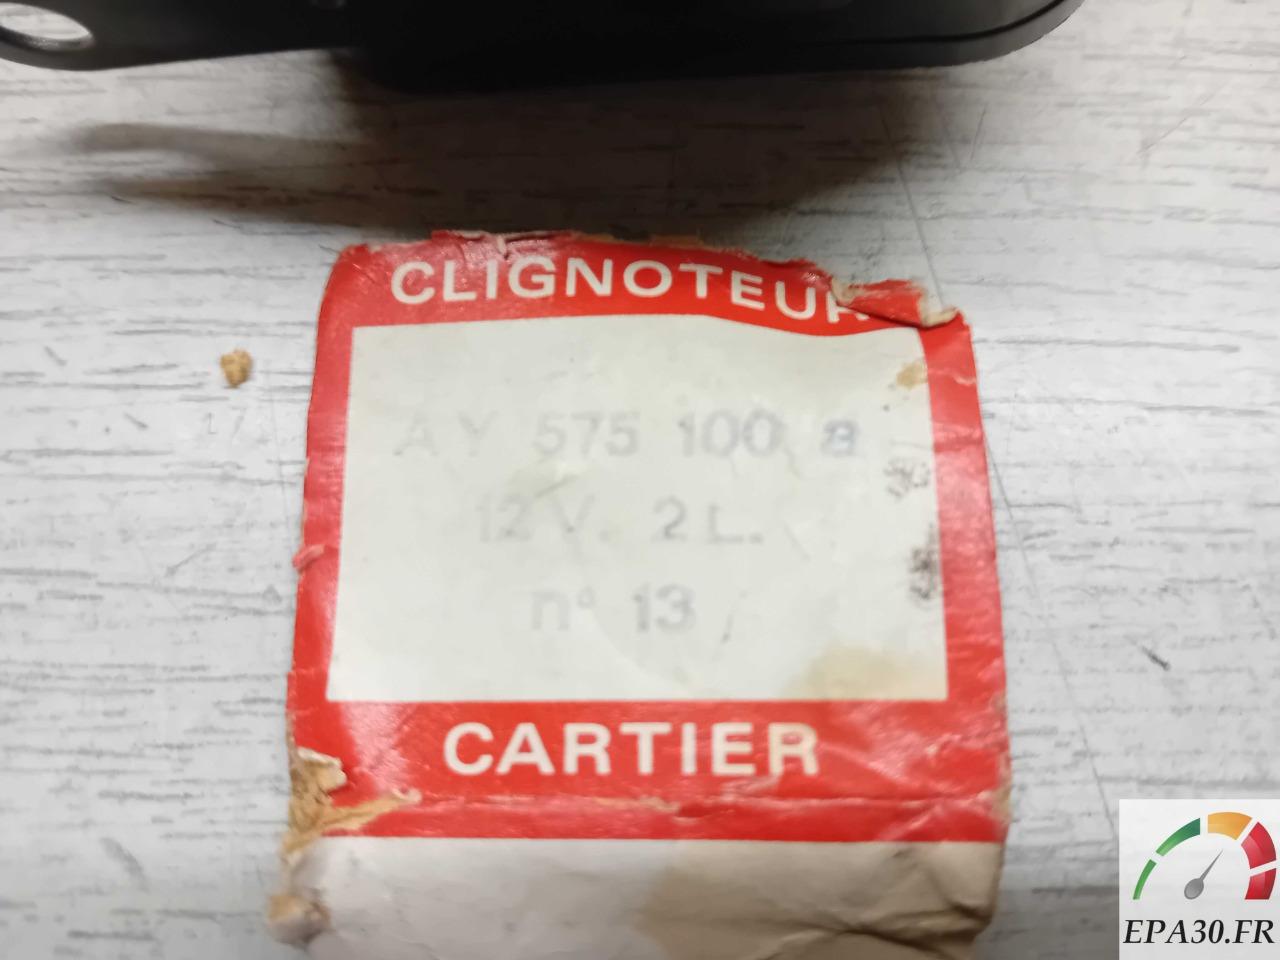 CLIGNOTEUR
AY 575 100 a
12 V. 2 L.
n° 13
CARTIER
EPA30.FR